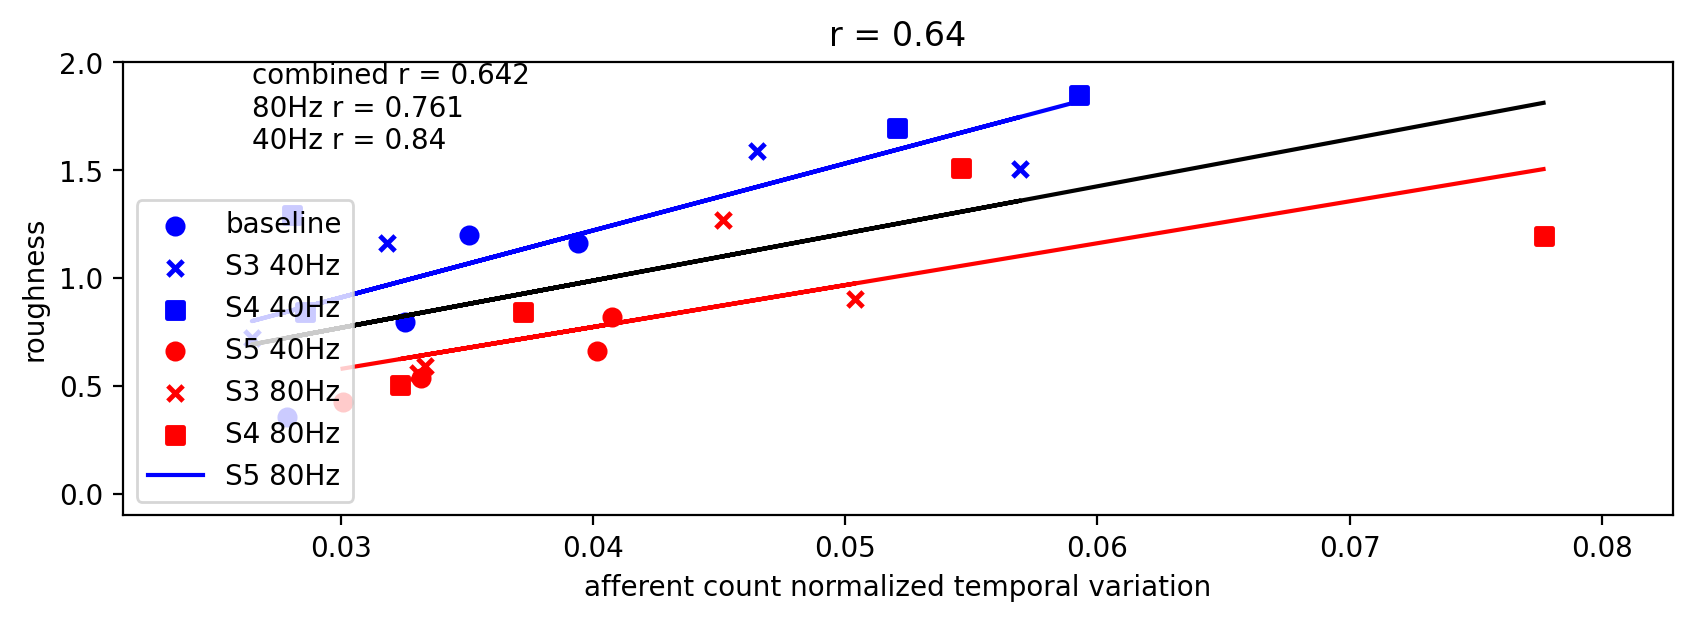 r = 0.64
combined r = 0.642
80Hz r = 0.761
40Hz r = 0.84
2.0
1.5
1.0
0.5
0.0
roughness
baseline
S3 40Hz
S4 40Hz
S5 40Hz
S3 80Hz
S4 80Hz
S5 80Hz
0.03 0.04 0.05 0.06 0.07 0.08
afferent count normalized temporal variation